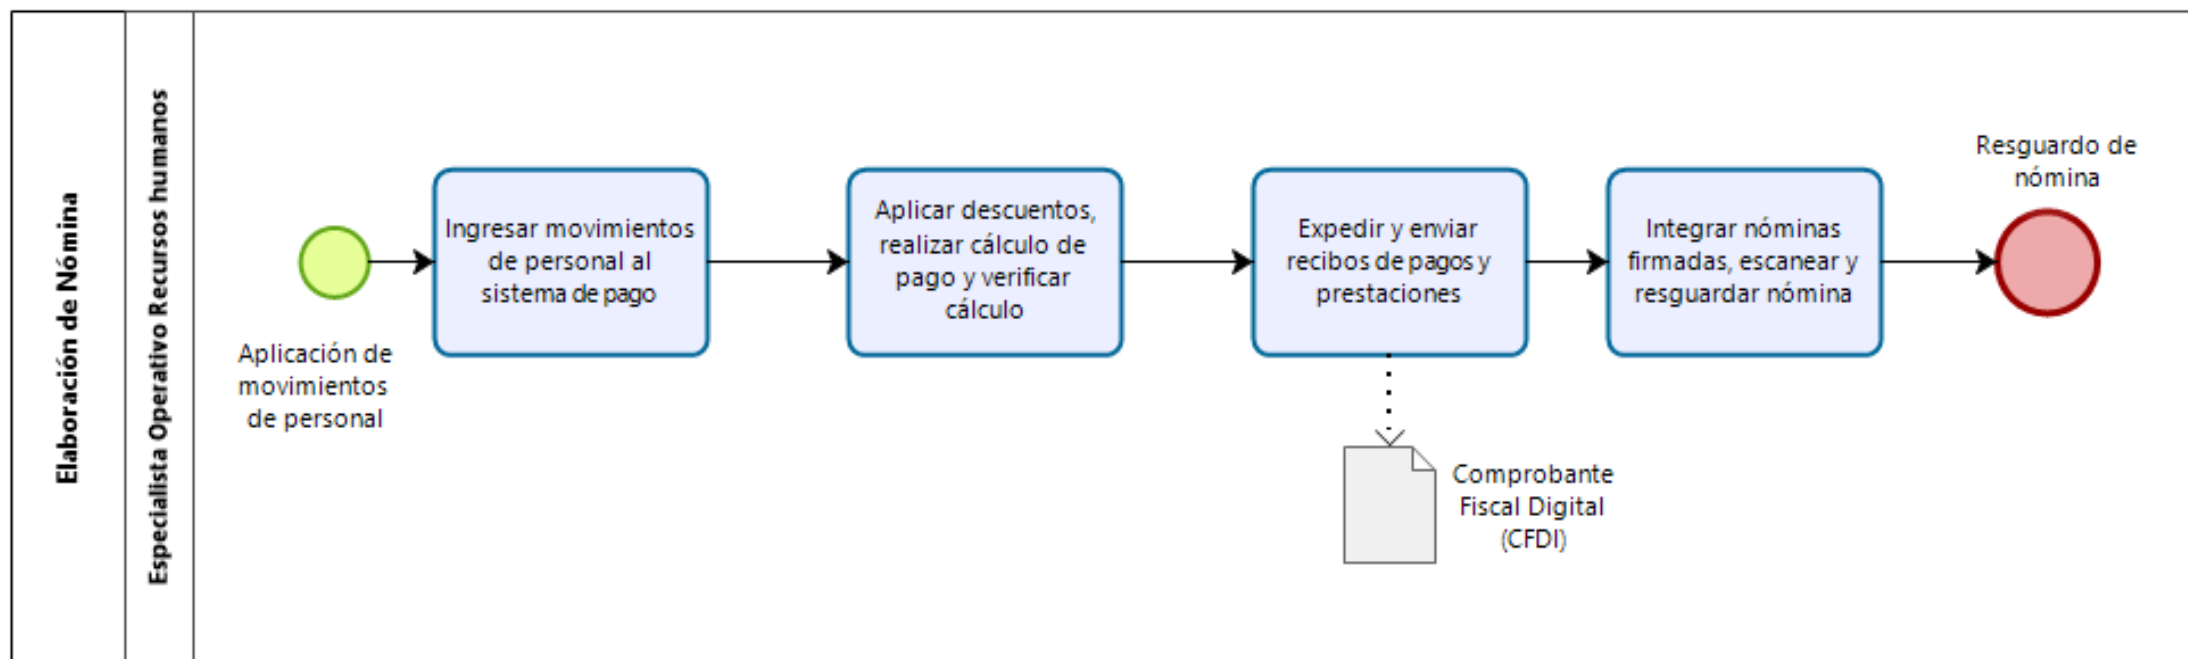 Elaboración de Nómina
Especialista Operativo Recursos humanos
Aplicación de
movimientos
de personal
Ingresar movimientos
de personal al
sistema de pago
Aplicar descuentos,
realizar cálculo de
pago y verificar
cálculo
Expedir y enviar
recibos de pagos y
prestaciones
Comprobante
Fiscal Digital
(CFDI)
Integrar nóminas
firmadas, escanear y
resguardar nómina
Resguardo de
nómina